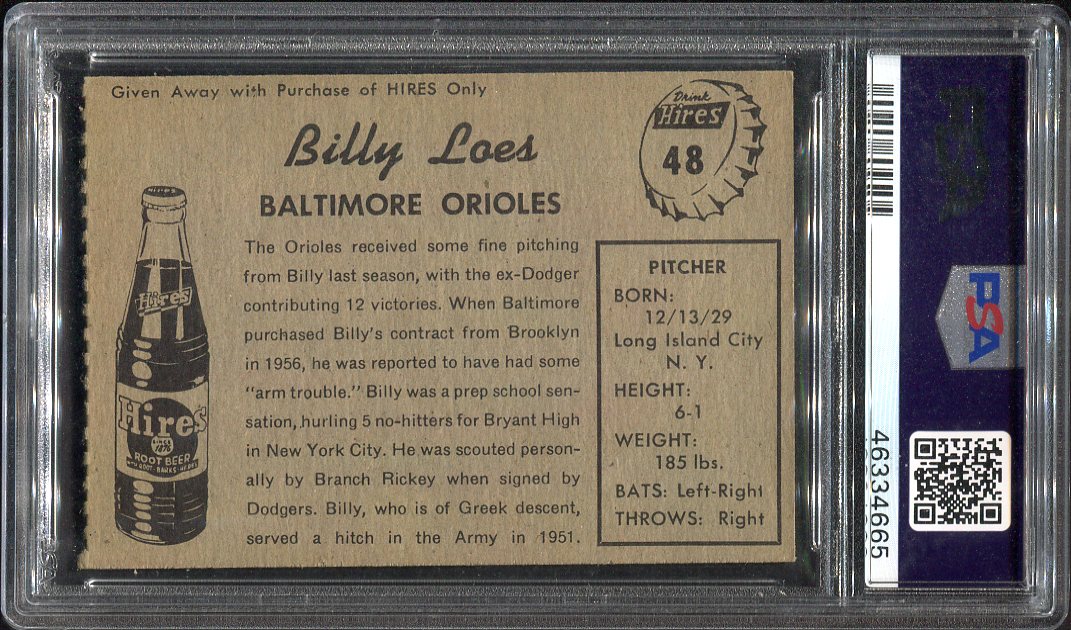 Given Away with Purchase of HIRES Only
Drink
Hires
48
Billy Loes
BALTIMORE ORIOLES
The Orioles received some fine pitching
from Billy last season, with the ex-Dodger
contributing 12 victories. When Baltimore
purchased Billy's contract from Brooklyn
in 1956, he was reported to have had some
"arm trouble." Billy was a prep school sen-
sation, hurling 5 no-hitters for Bryant High
in New York City. He was scouted person-
ally by Branch Rickey when signed by
Dodgers. Billy, who is of Greek descent,
served a hitch in the Army in 1951.
PITCHER
BORN:
12/13/29
Long Island City
N. Y.
HEIGHT:
6-1
WEIGHT:
185 lbs.
BATS: Left-Right
THROWS: Right
Hires
Hires
SINCE
1876
ROOT BEER
WITH ROOT-BARKS-HERBS
PSA
46334665